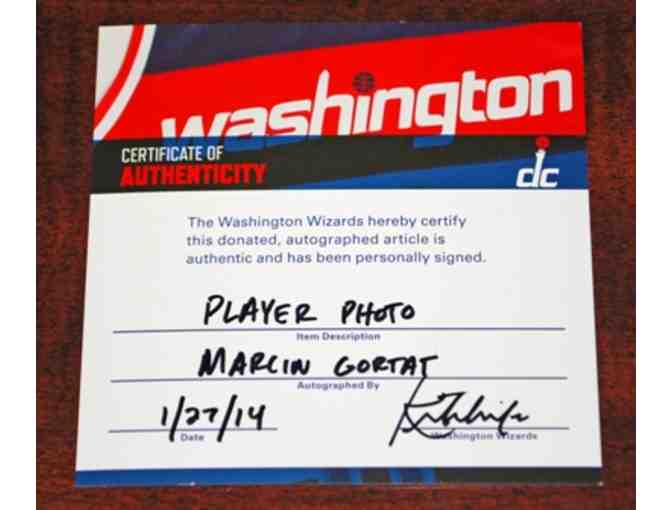 washington
CERTIFICATE OF
AUTHENTICITY
dc
The Washington Wizards hereby certify
this donated, autographed article is
authentic and has been personally signed.
PLAYER PHOTO
Item Description
MARCIN GORTAT
Autographed By
1/27/14
Date
Washington Wizards